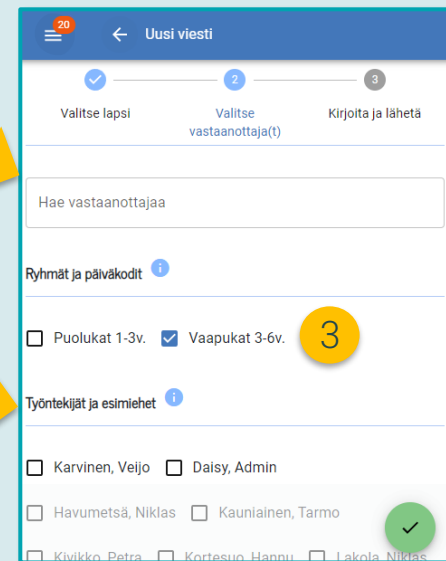 20
Uusi viesti
2
3
Valitse lapsi
Valitse
vastaanottaja(t)
Kirjoita ja lähetä
Hae vastaanottajaa
Ryhmät ja päiväkodit i
Puolukat 1-3v. Vaapukat 3-6v. 3
Työntekijät ja esimiehet i
Karvinen, Veijo Daisy, Admin
Havumetsä, Niklas Kauniainen, Tarmo
Kivikko, Petra Kortesuo, Hannu Lakola, Niklas